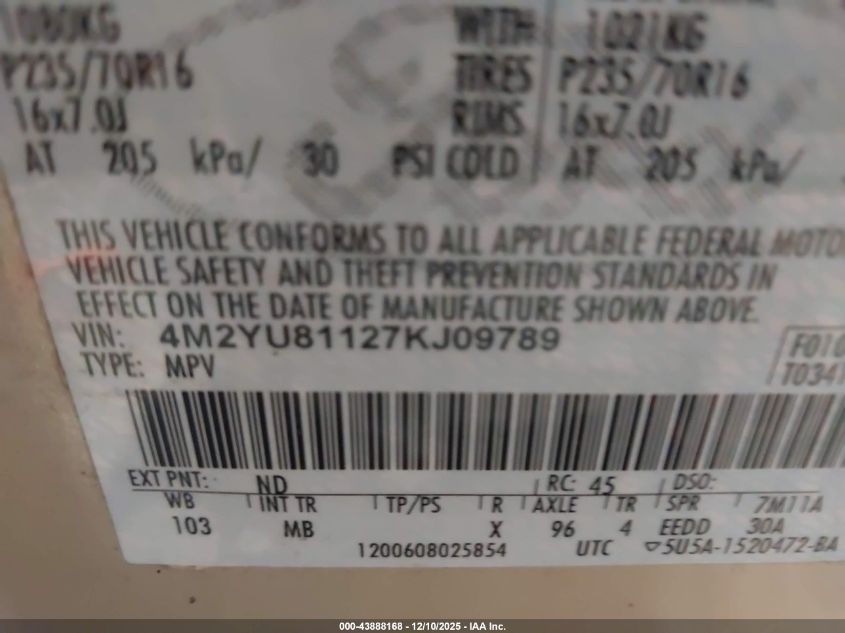 1080KG WITH 1021KG
P235/70R16 TIRES P235/70R16
16x7.0J RIMS 16x7.0J
AT 205 kPa/ 30 PSI COLD AT 205 kPa/
THIS VEHICLE CONFORMS TO ALL APPLICABLE FEDERAL MOTO
VEHICLE SAFETY AND THEFT PREVENTION STANDARDS IN
EFFECT ON THE DATE OF MANUFACTURE SHOWN ABOVE.
VIN: 4M2YU81127KJ09789
TYPE: MPV
F010
T034
EXT PNT: ND RC: 45 DSO:
WB INT TR TP/PS R AXLE TR SPR 7M11A
103 MB X 96 4 EEDD 30A
1200608025854 UTC ▽5U5A-1520472-BA
000-43888168 - 12/10/2025 - IAA Inc.